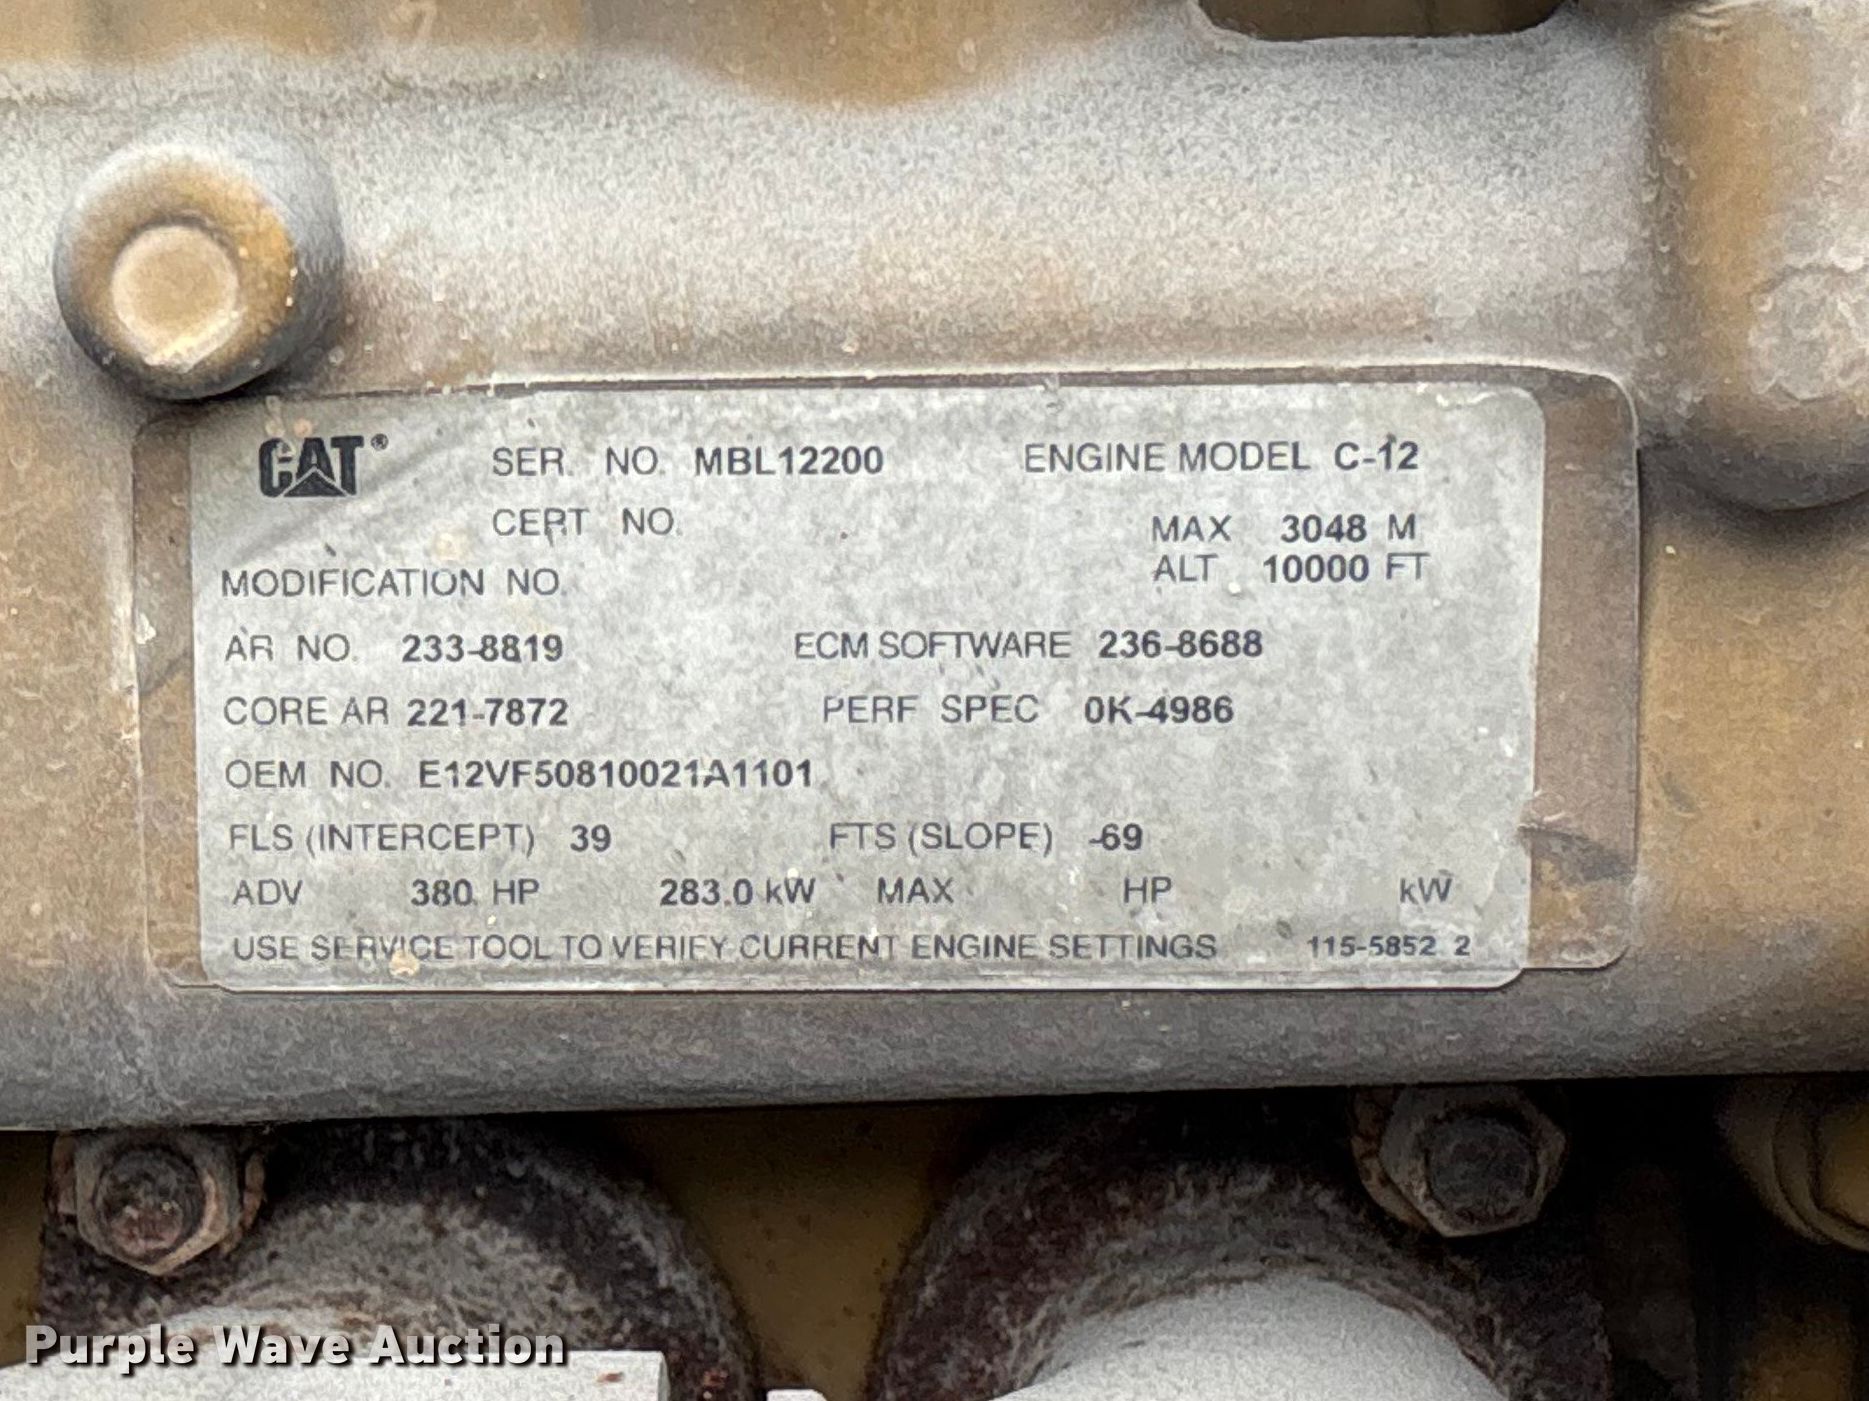 CAT® SER. NO. MBL12200 ENGINE MODEL C-12
CERT NO.
MAX 3048 M
MODIFICATION NO. ALT 10000 FT
AR NO. 233-8819 ECM SOFTWARE 236-8688
CORE AR 221-7872 PERF SPEC 0K-4986
OEM NO. E12VF50810021A1101
FLS (INTERCEPT) 39 FTS (SLOPE) -69
ADV 380. HP 283.0 kW MAX HP kW
USE SERVICE TOOL TO VERIFY CURRENT ENGINE SETTINGS 115-5852 2
Purple Wave Auction